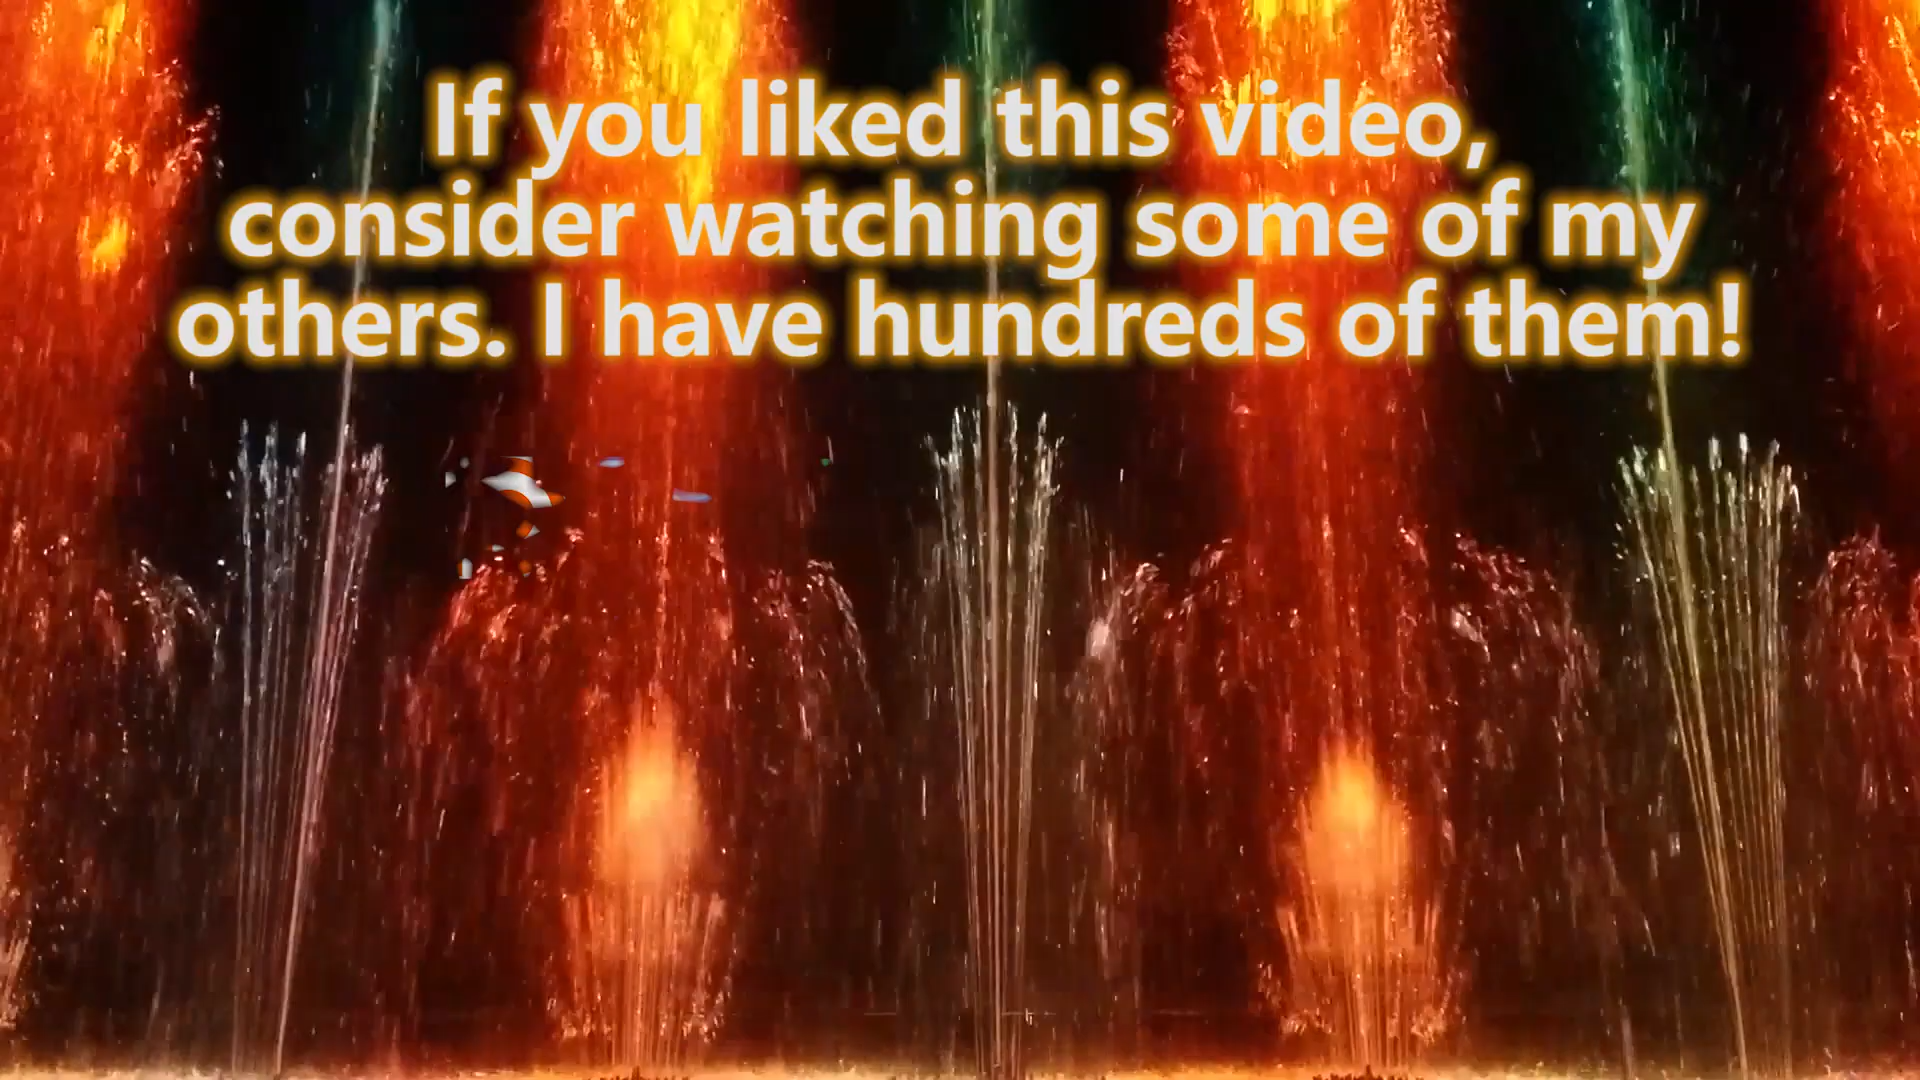 If you liked this video,
consider watching some of my
others. I have hundreds of them!